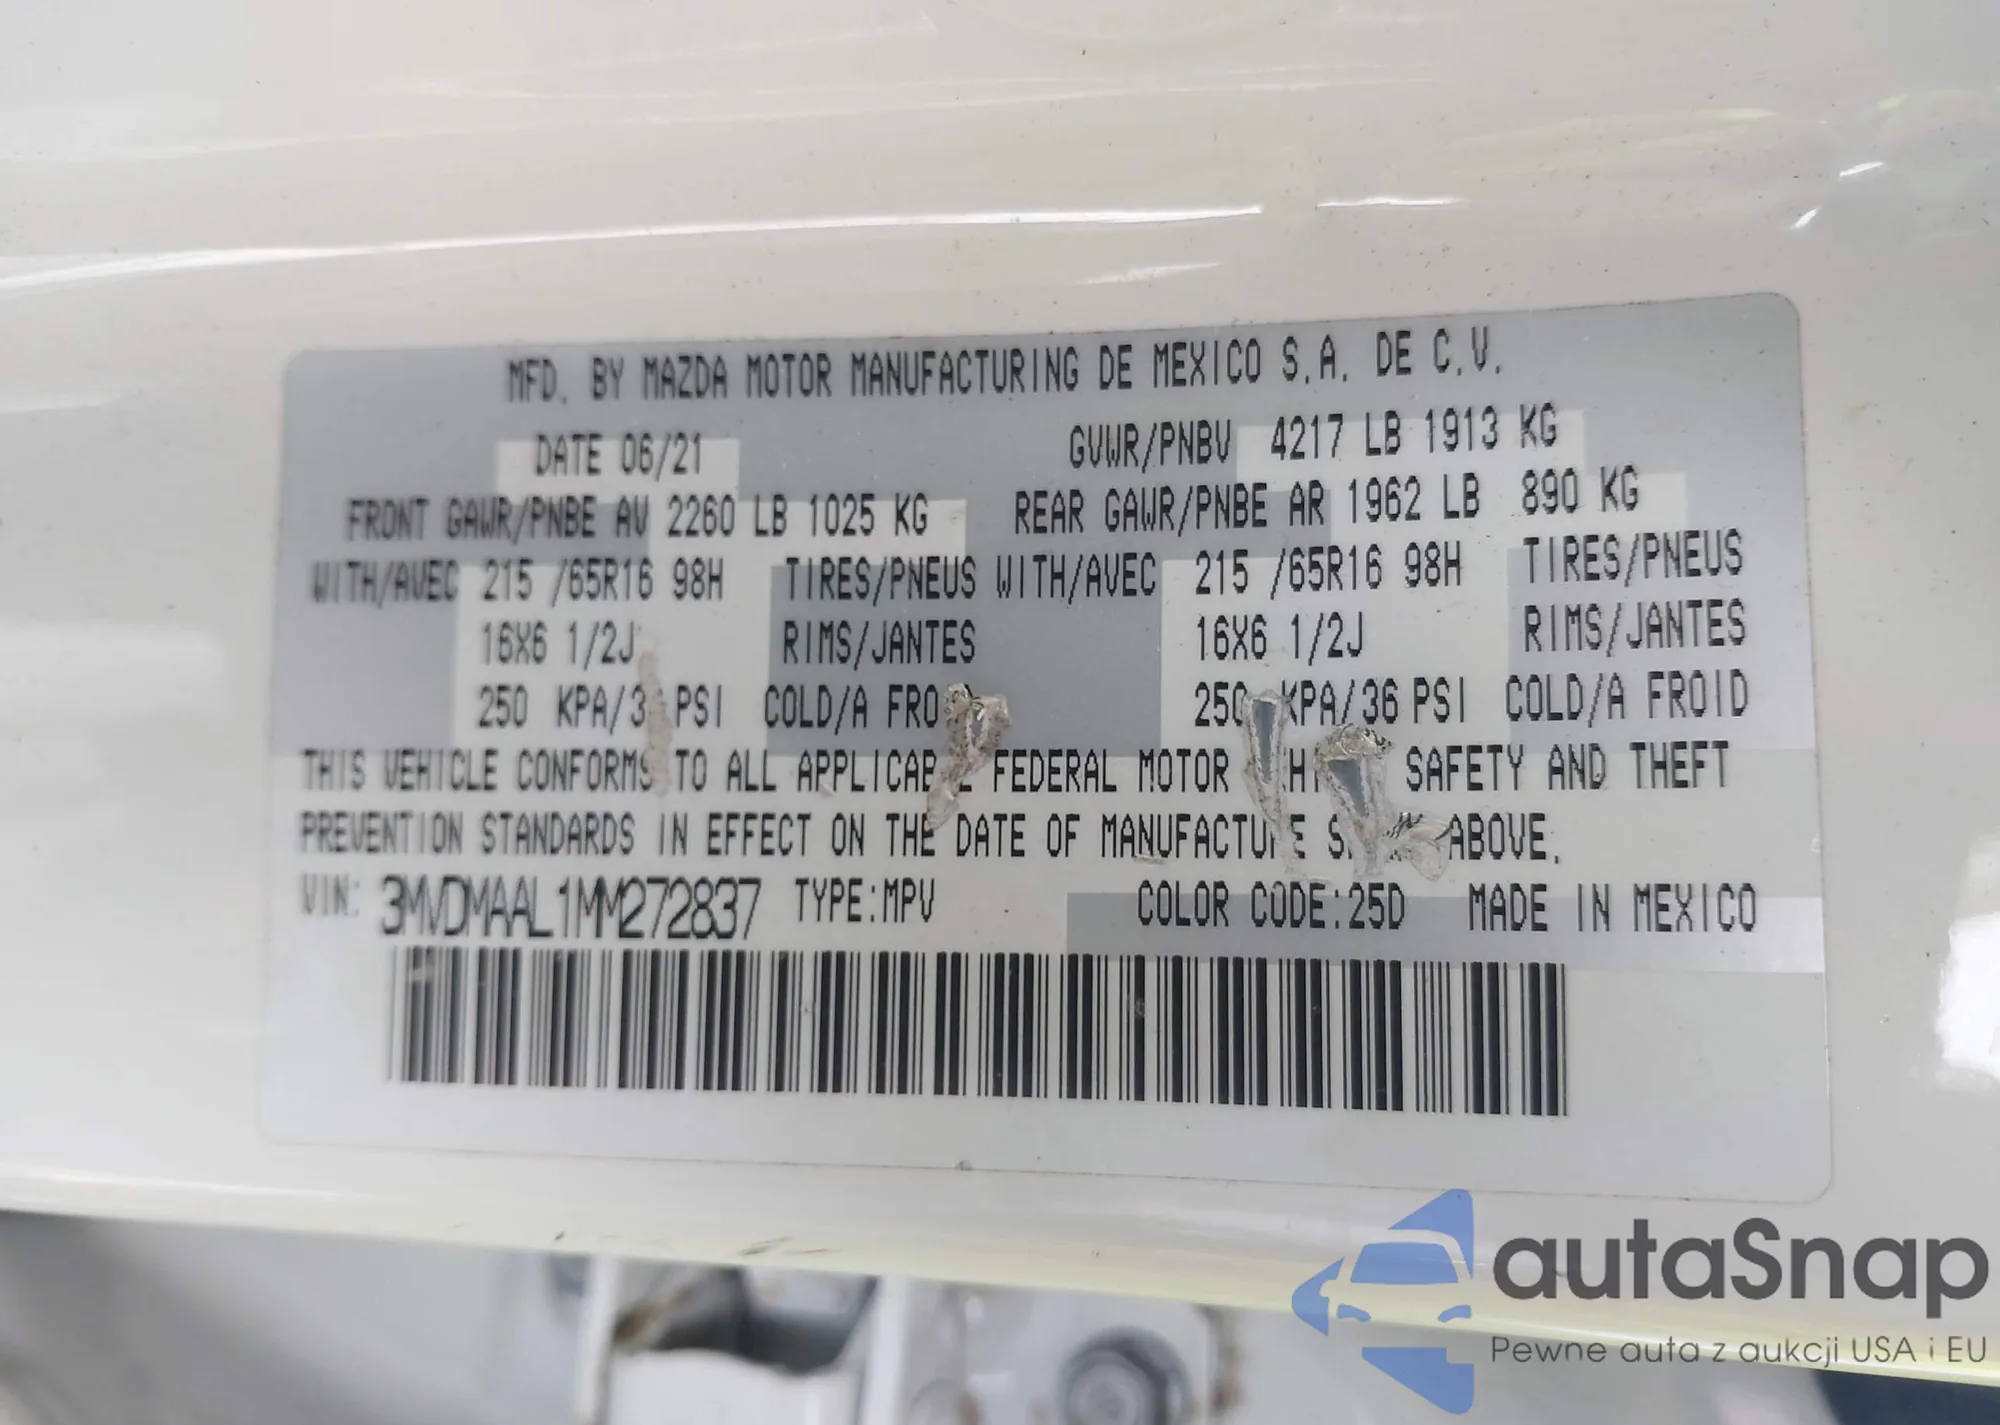 MFD. BY MAZDA MOTOR MANUFACTURING DE MEXICO S.A. DE C.V.
DATE 06/21 GVWR/PNBV 4217 LB 1913 KG
FRONT GAWR/PNBE AV 2260 LB 1025 KG REAR GAWR/PNBE AR 1962 LB 890 KG
WITH/AVEC 215 /65R16 98H TIRES/PNEUS WITH/AVEC 215 /65R16 98H TIRES/PNEUS
16X6 1/2J RIMS/JANTES 16X6 1/2J RIMS/JANTES
250 KPA/3 PSI COLD/A FRO 250 KPA/36 PSI COLD/A FROID
THIS VEHICLE CONFORMS TO ALL FEDERAL MOTOR SAFETY AND THEFT
PREVENTION STANDARDS IN EFFECT ON THE DATE OF MANUFACTURE ABOVE.
VIN: 3MVDMAAL1MM272837 TYPE:MPV COLOR CODE:25D MADE IN MEXICO
autaSnap
Pewne auta z aukcji USA i EU